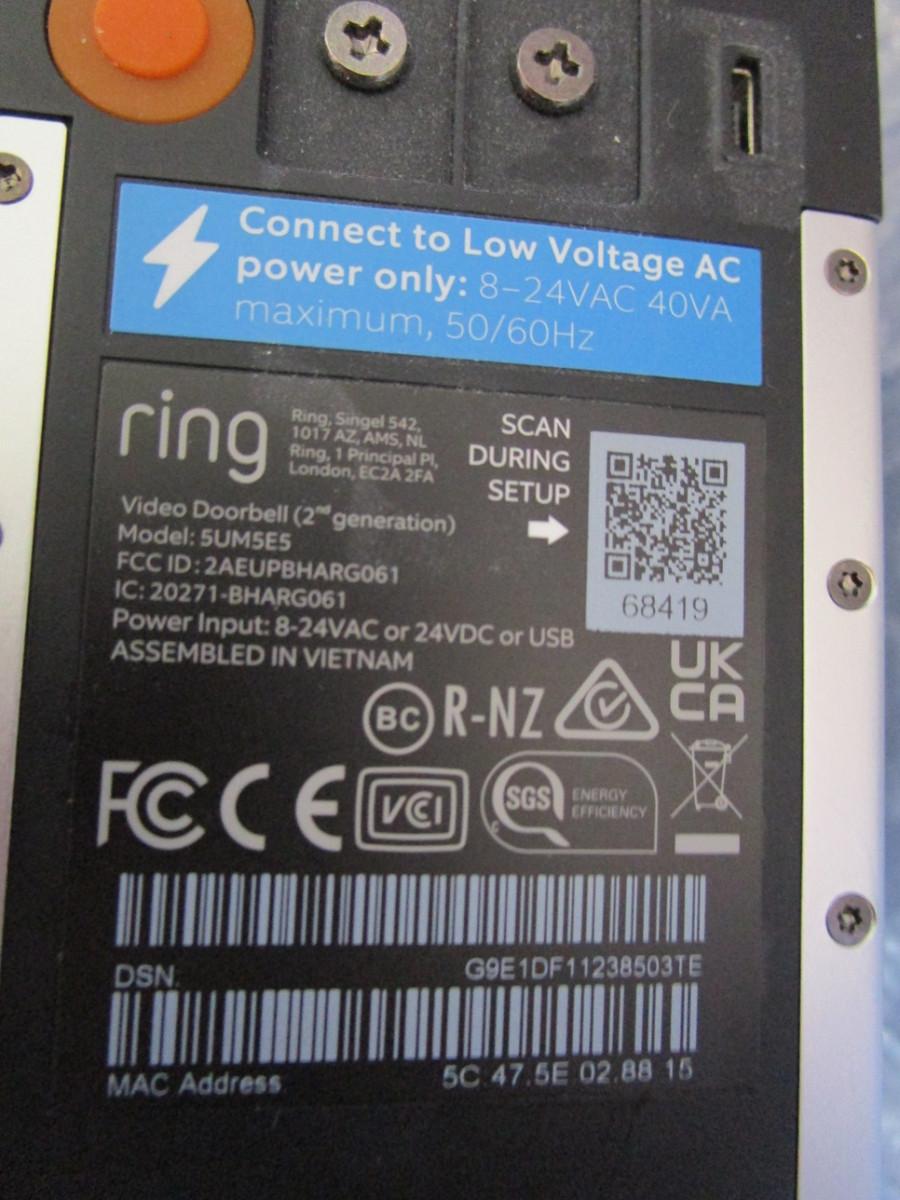 Connect to Low Voltage AC
power only: 8–24VAC 40VA
maximum, 50/60Hz
ring
Ring, Singel 542,
1017 AZ, AMS, NL
Ring, 1 Principal Pl,
London, EC2A 2FA
SCAN
DURING
SETUP
68419
Video Doorbell (2nd generation)
Model: 5UM5E5
FCC ID: 2AEUPBHARG061
IC: 20271-BHARG061
Power Input: 8-24VAC or 24VDC or USB
ASSEMBLED IN VIETNAM
UK
CA
BC R-NZ
FC CE VCI SGS ENERGY
EFFICIENCY
DSN. G9E1DF11238503TE
MAC Address 5C 47.5E 02.88 15